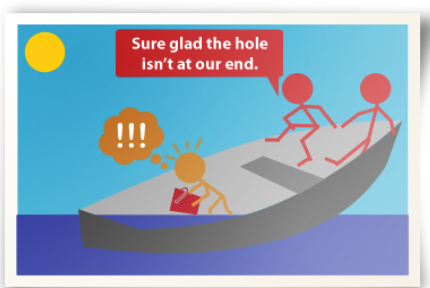 Sure glad the hole
isn't at our end.
!!!